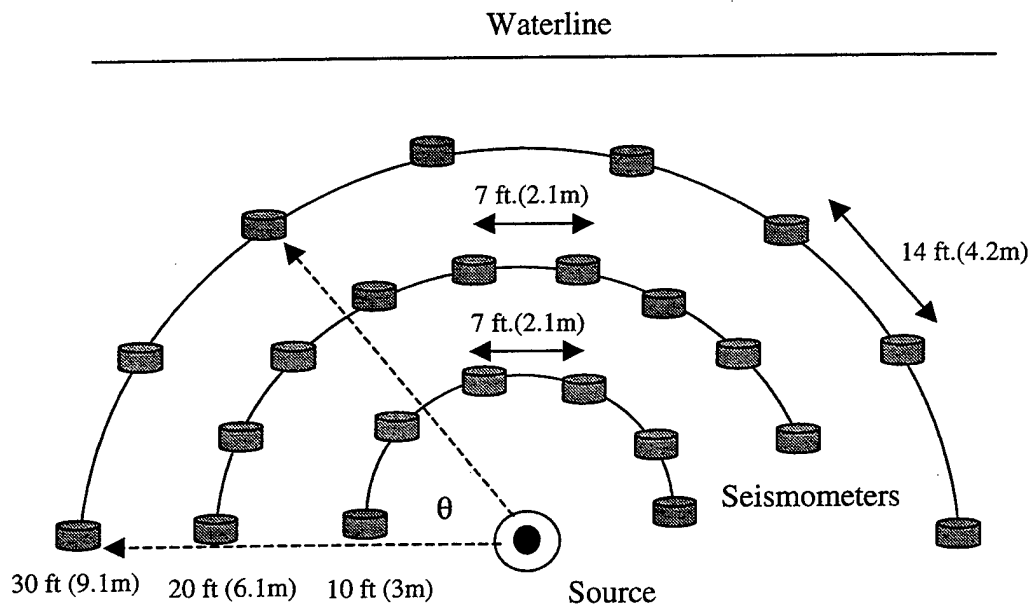 Waterline
7 ft.(2.1m)
14 ft.(4.2m)
7 ft.(2.1m)
Seismometers
θ
30 ft (9.1m)
20 ft (6.1m)
10 ft (3m)
Source